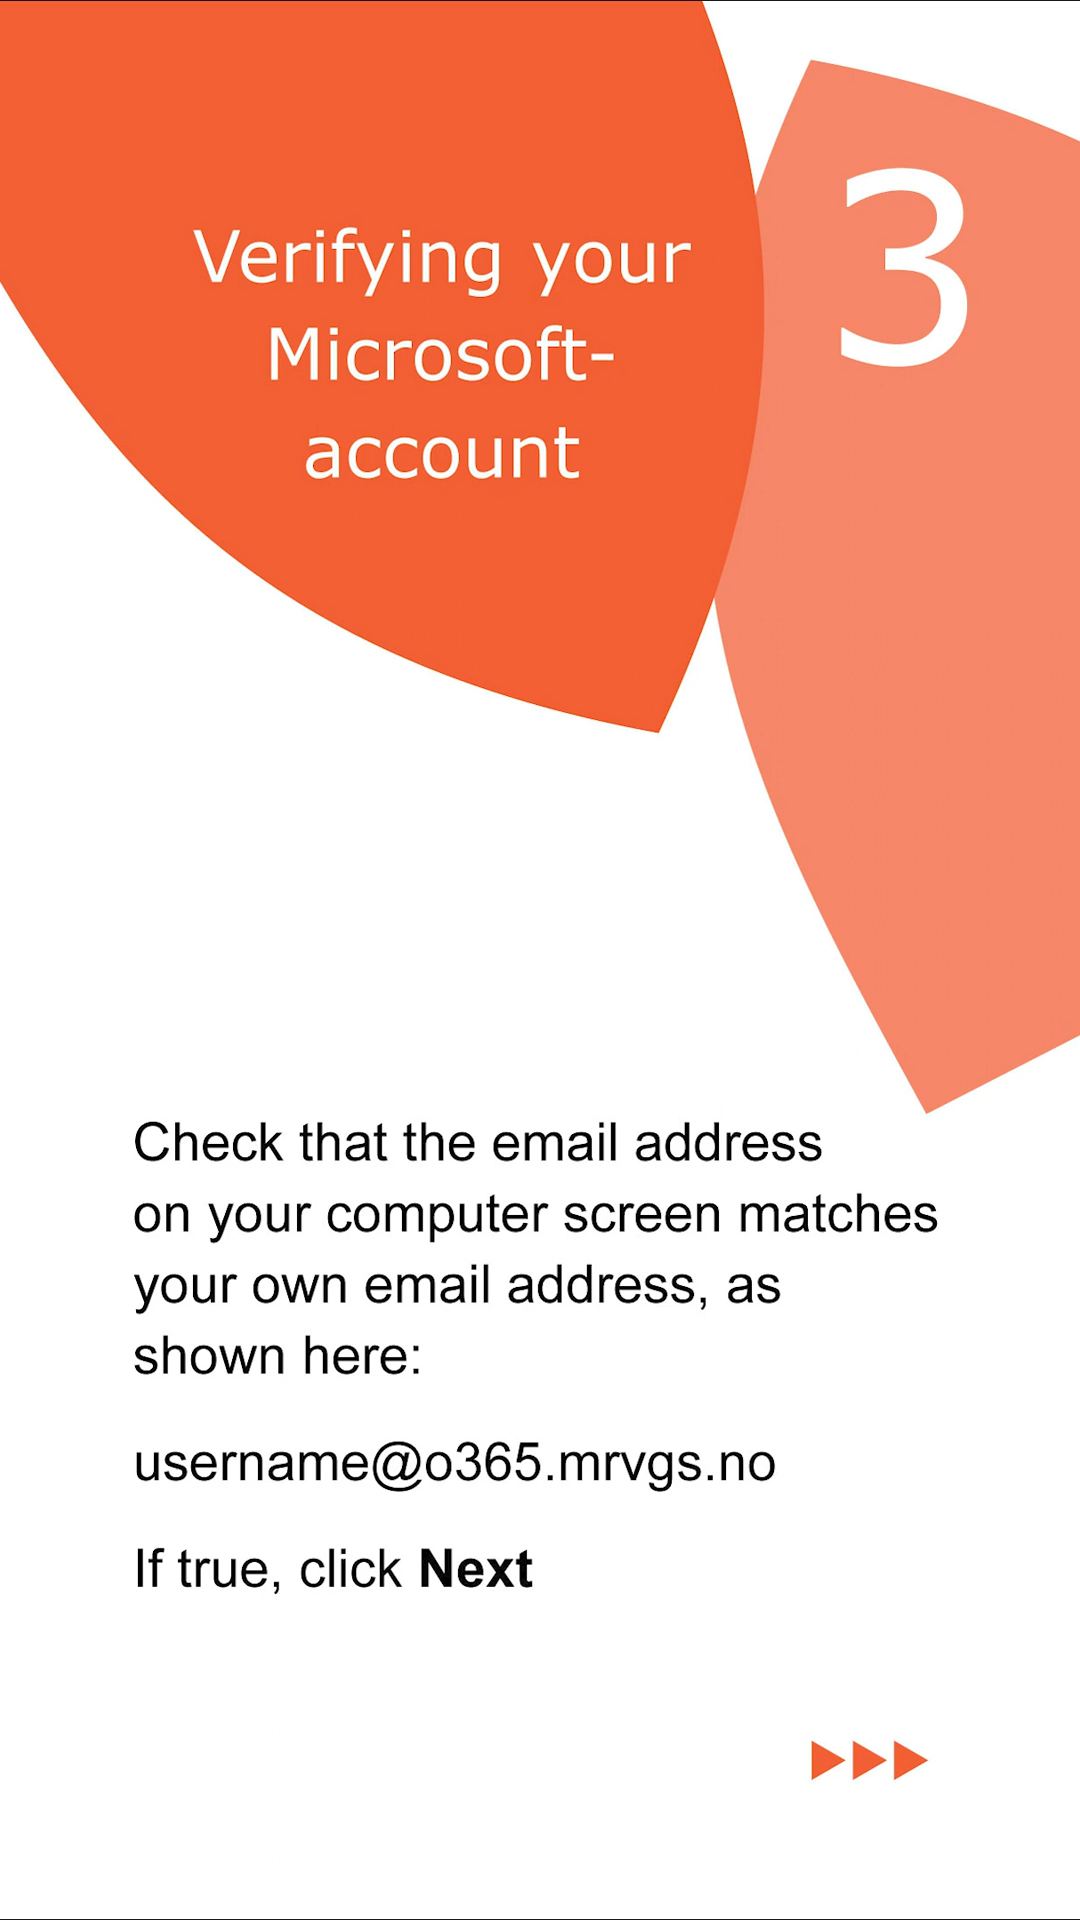 Verifying your
Microsoft-
account
3
Check that the email address
on your computer screen matches
your own email address, as
shown here:
username@o365.mrvgs.no
If true, click Next